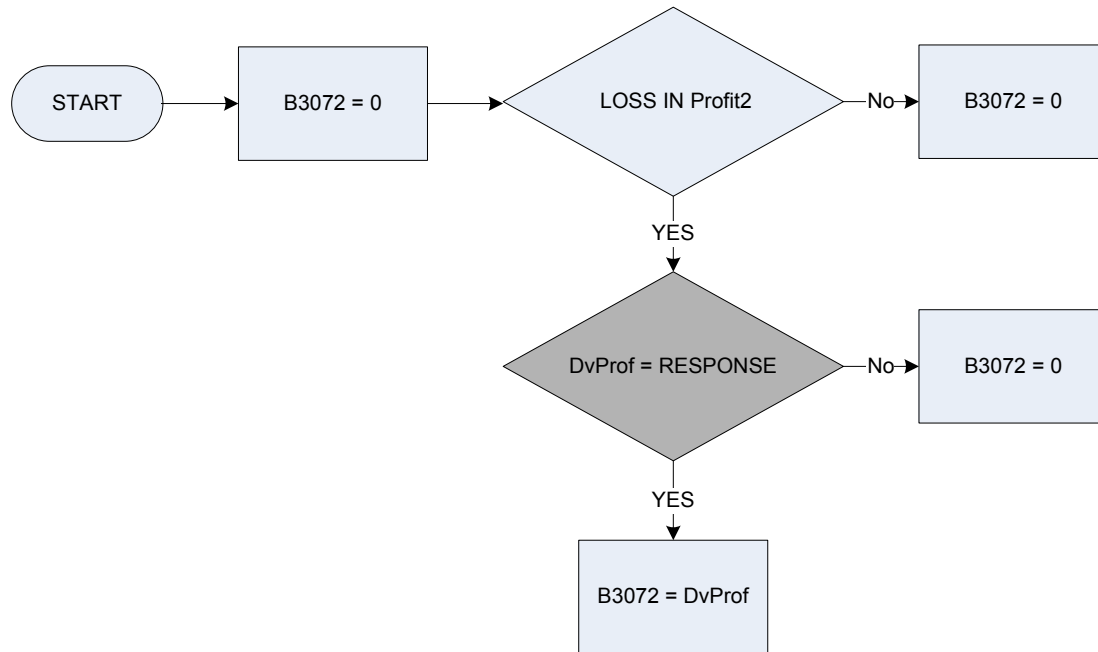 START
B3072 = 0
LOSS IN Profit2
No
B3072 = 0
YES
DvProf = RESPONSE
No
B3072 = 0
YES
B3072 = DvProf